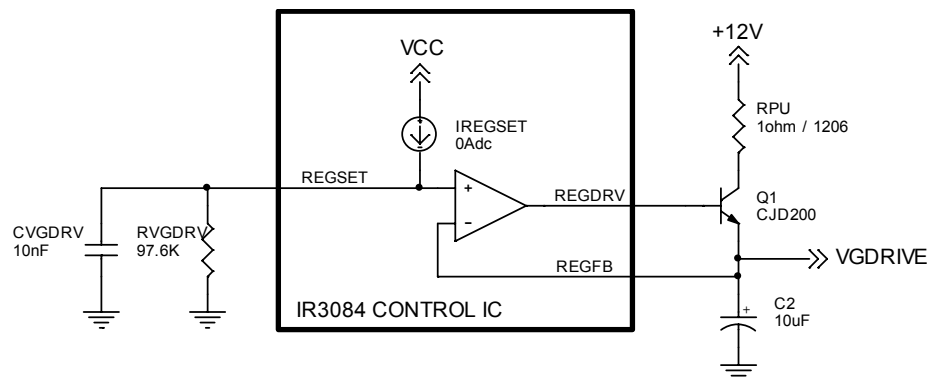 VCC
+12V
RPU
1ohm / 1206
IREGSET
0Adc
REGSET
+
-
REGDRV
Q1
CJD200
CVGDRV
10nF
RVGDRV
97.6K
REGFB
VGDRIVE
IR3084 CONTROL IC
+
C2
10uF